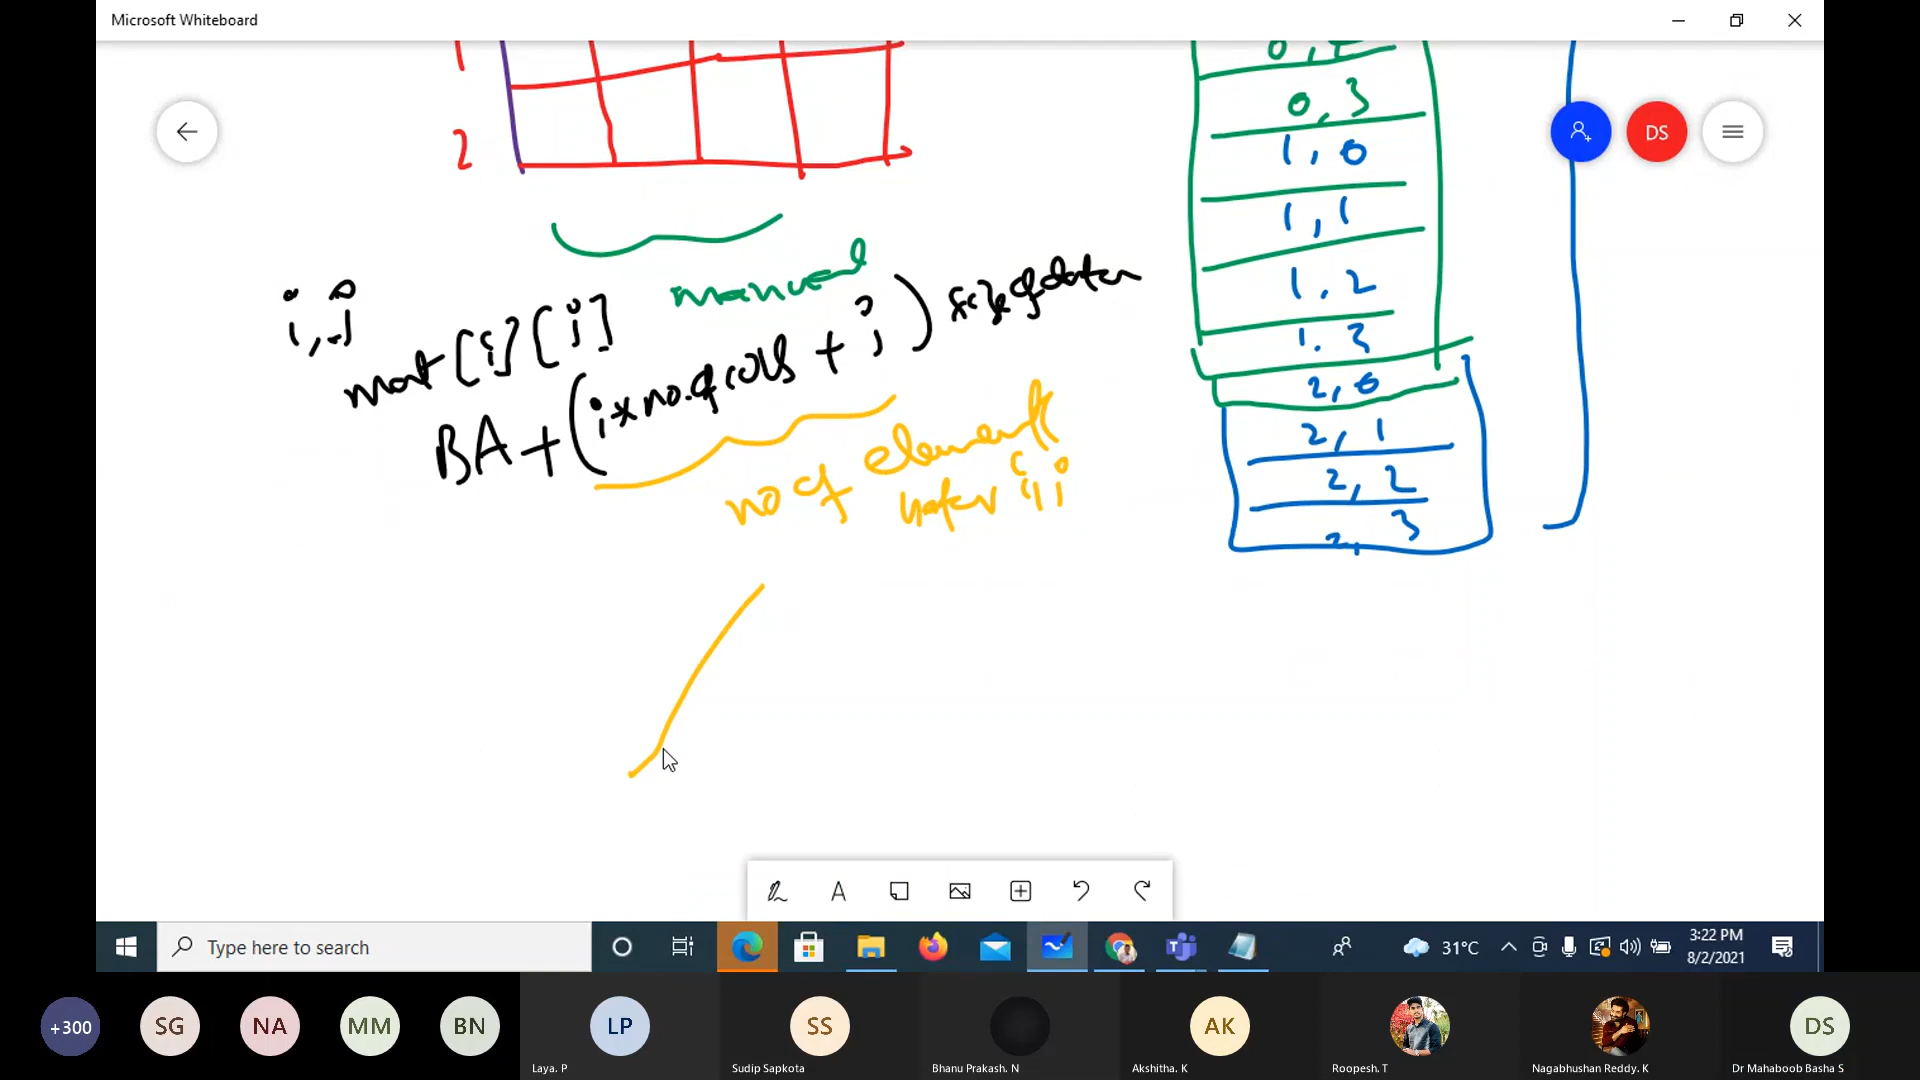 Microsoft Whiteboard
1
2
0,3
1,0
1,1
1.2
1.3
2,0
2,1
2,2
2,3
DS
manual
i,j
mat[i][j]
BA+(i×no.of cols + j) size of data
no of elements
before i,j
Type here to search
31°C
3:22 PM
8/2/2021
+300
SG
NA
MM
BN
LP
SS
AK
DS
Laya. P
Sudip Sapkota
Bhanu Prakash. N
Akshitha. K
Roopesh. T
Nagabhushan Reddy. K
Dr Mahaboob Basha S